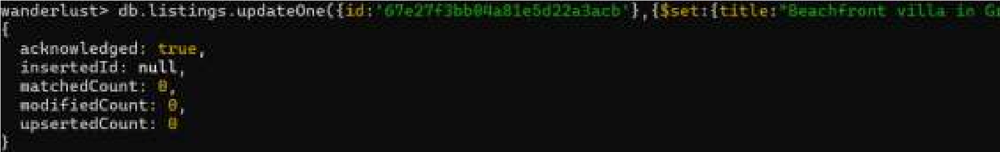 wanderlust> db.listings.updateOne({id:'67e27f3bb04a81e5d22a3acb'},{$set:{title:"Beachfront villa in Gr
{
acknowledged: true,
insertedId: null,
matchedCount: 0,
modifiedCount: 0,
upsertedCount: 0
}